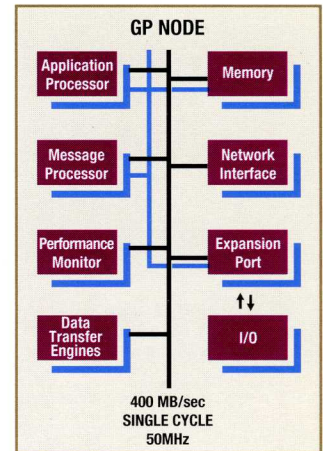 GP NODE
Application
Processor
Memory
Message
Processor
Network
Interface
Performance
Monitor
Expansion
Port
Data
Transfer
Engines
I/O
400 MB/sec
SINGLE CYCLE
50MHz